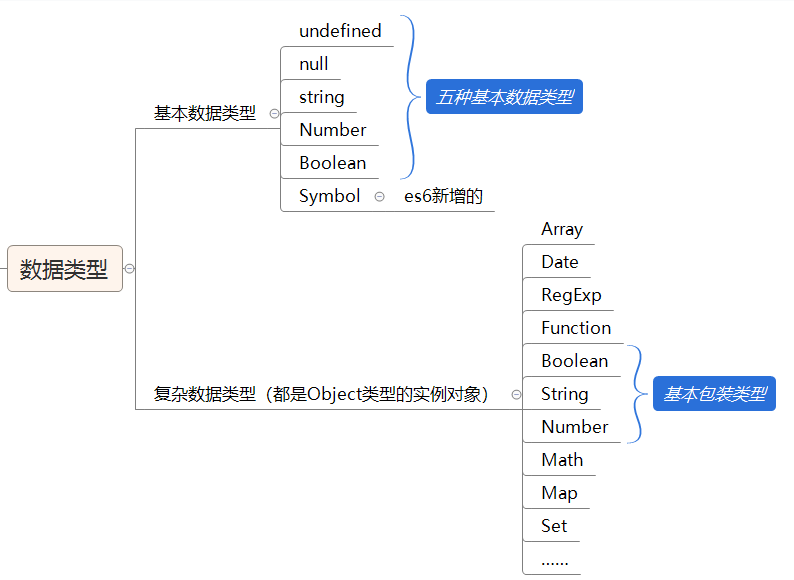 数据类型
基本数据类型
undefined
null
string
Number
Boolean
Symbol
es6新增的
五种基本数据类型
复杂数据类型（都是Object类型的实例对象）
Array
Date
RegExp
Function
Boolean
String
Number
Math
Map
Set
……
基本包装类型